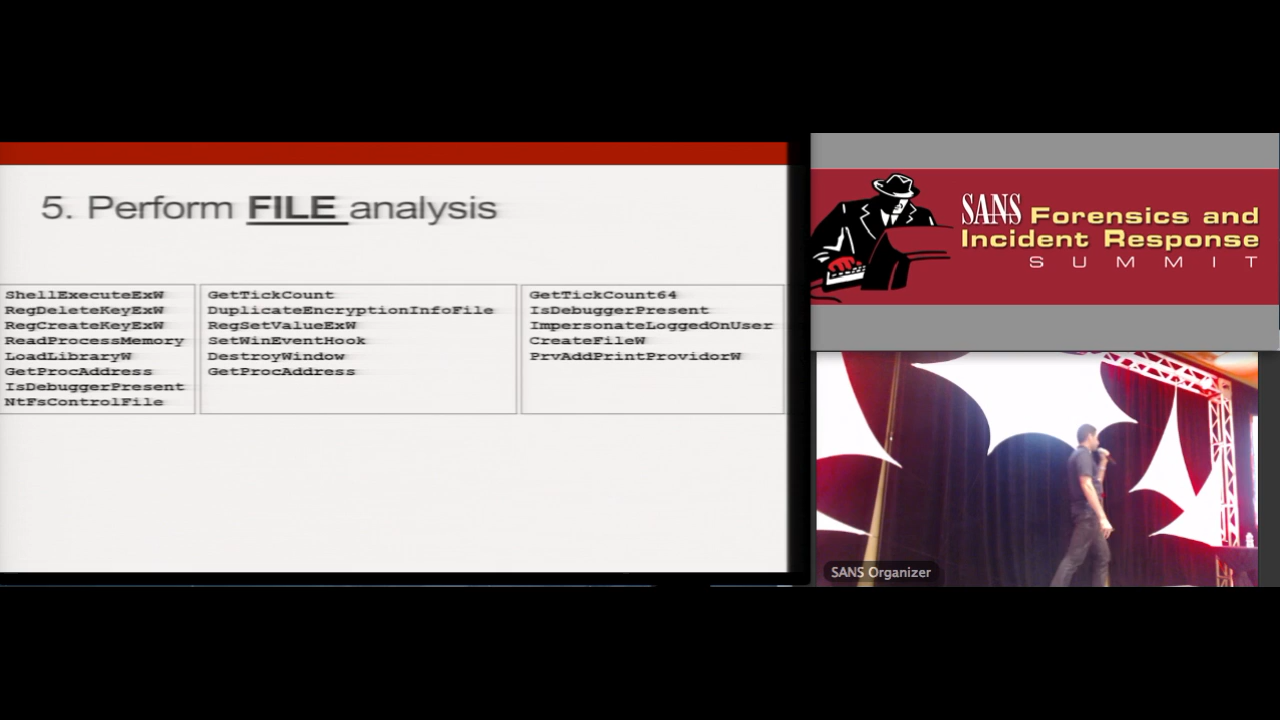 5. Perform FILE analysis
ShellExecuteExW
RegDeleteKeyExW
RegCreateKeyExW
ReadProcessMemory
LoadLibraryW
GetProcAddress
IsDebuggerPresent
NtFsControlFile
GetTickCount
DuplicateEncryptionInfoFile
RegSetValueExW
SetWinEventHook
DestroyWindow
GetProcAddress
GetTickCount64
IsDebuggerPresent
ImpersonateLoggedOnUser
CreateFileW
PrvAddPrintProvidorW
SANS Forensics and
Incident Response
SUMMIT
SANS Organizer